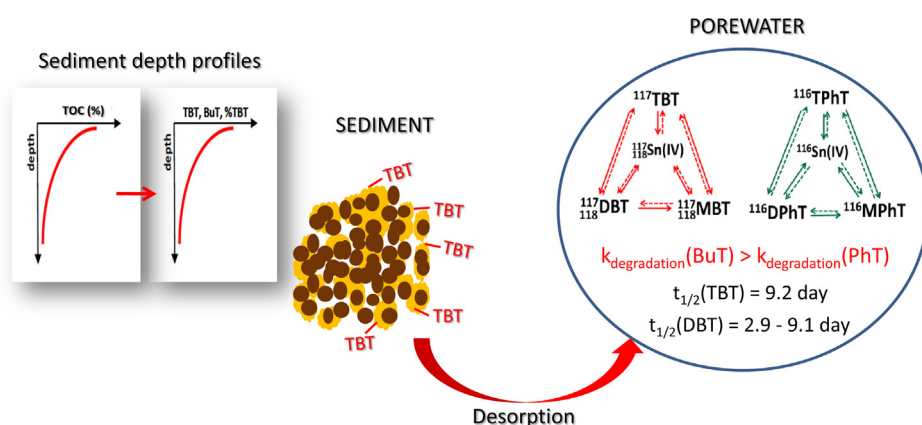 Sediment depth profiles
TOC (%)
depth
TBT, BuT, %TBT
depth
SEDIMENT
TBT
TBT
TBT
TBT
TBT
Desorption
POREWATER
117TBT
117
118Sn(IV)
117
118DBT
117
118MBT
116TPhT
116Sn(IV)
116DPhT
116MPhT
kdegradation(BuT) > kdegradation(PhT)
t1/2(TBT) = 9.2 day
t1/2(DBT) = 2.9 - 9.1 day